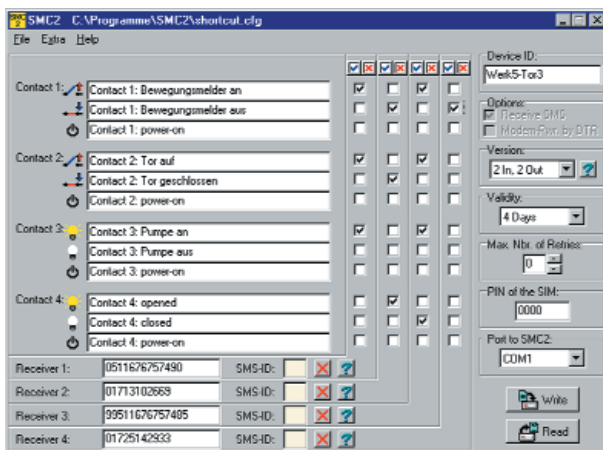 SMC2 C:\Programme\SMC2\shortcut.cfg
File Extra Help
Contact 1: Contact 1: Bewegungsmelder an
Contact 1: Bewegungsmelder aus
Contact 1: power-on
Contact 2: Contact 2: Tor auf
Contact 2: Tor geschlossen
Contact 2: power-on
Contact 3: Contact 3: Pumpe an
Contact 3: Pumpe aus
Contact 3: power-on
Contact 4: Contact 4: opened
Contact 4: closed
Contact 4: power-on
Receiver 1: 0511676757490 SMS-ID:
Receiver 2: 01713102669 SMS-ID:
Receiver 3: 99511676757485 SMS-ID:
Receiver 4: 01725142933 SMS-ID:
Device ID:
Werk5-Tor3
Options:
Receive SMS
Modem-Pwr. by DTR
Version:
2 In, 2 Out
Validity:
4 Days
Max. Nbr. of Retries:
0
PIN of the SIM:
0000
Port to SMC2:
COM1
Write
Read